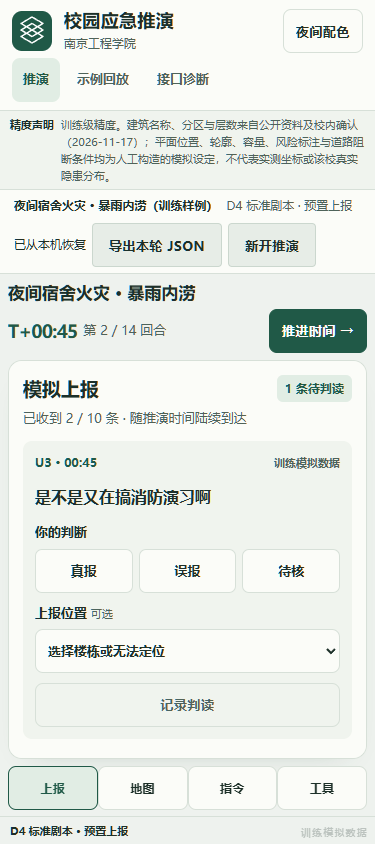 校园应急推演
南京工程学院
夜间配色
推演
示例回放
接口诊断
精度声明
训练级精度。建筑名称、分区与层数来自公开资料及校内确认
（2026-11-17）；平面位置、轮廓、容量、风险标注与道路阻
断条件均为人工构造的模拟设定，不代表实测坐标或该校真实
隐患分布。
夜间宿舍火灾·暴雨内涝（训练样例）
D4 标准剧本·预置上报
已从本机恢复
导出本轮 JSON
新开推演
夜间宿舍火灾·暴雨内涝
T+00:45 第 2 / 14 回合
推进时间 →
模拟上报
1 条待判读
已收到 2 / 10 条 · 随推演时间陆续到达
U3 · 00:45
训练模拟数据
是不是又在搞消防演习啊
你的判断
真报
误报
待核
上报位置 可选
选择楼栋或无法定位
记录判读
上报
地图
指令
工具
D4 标准剧本·预置上报
训练模拟数据